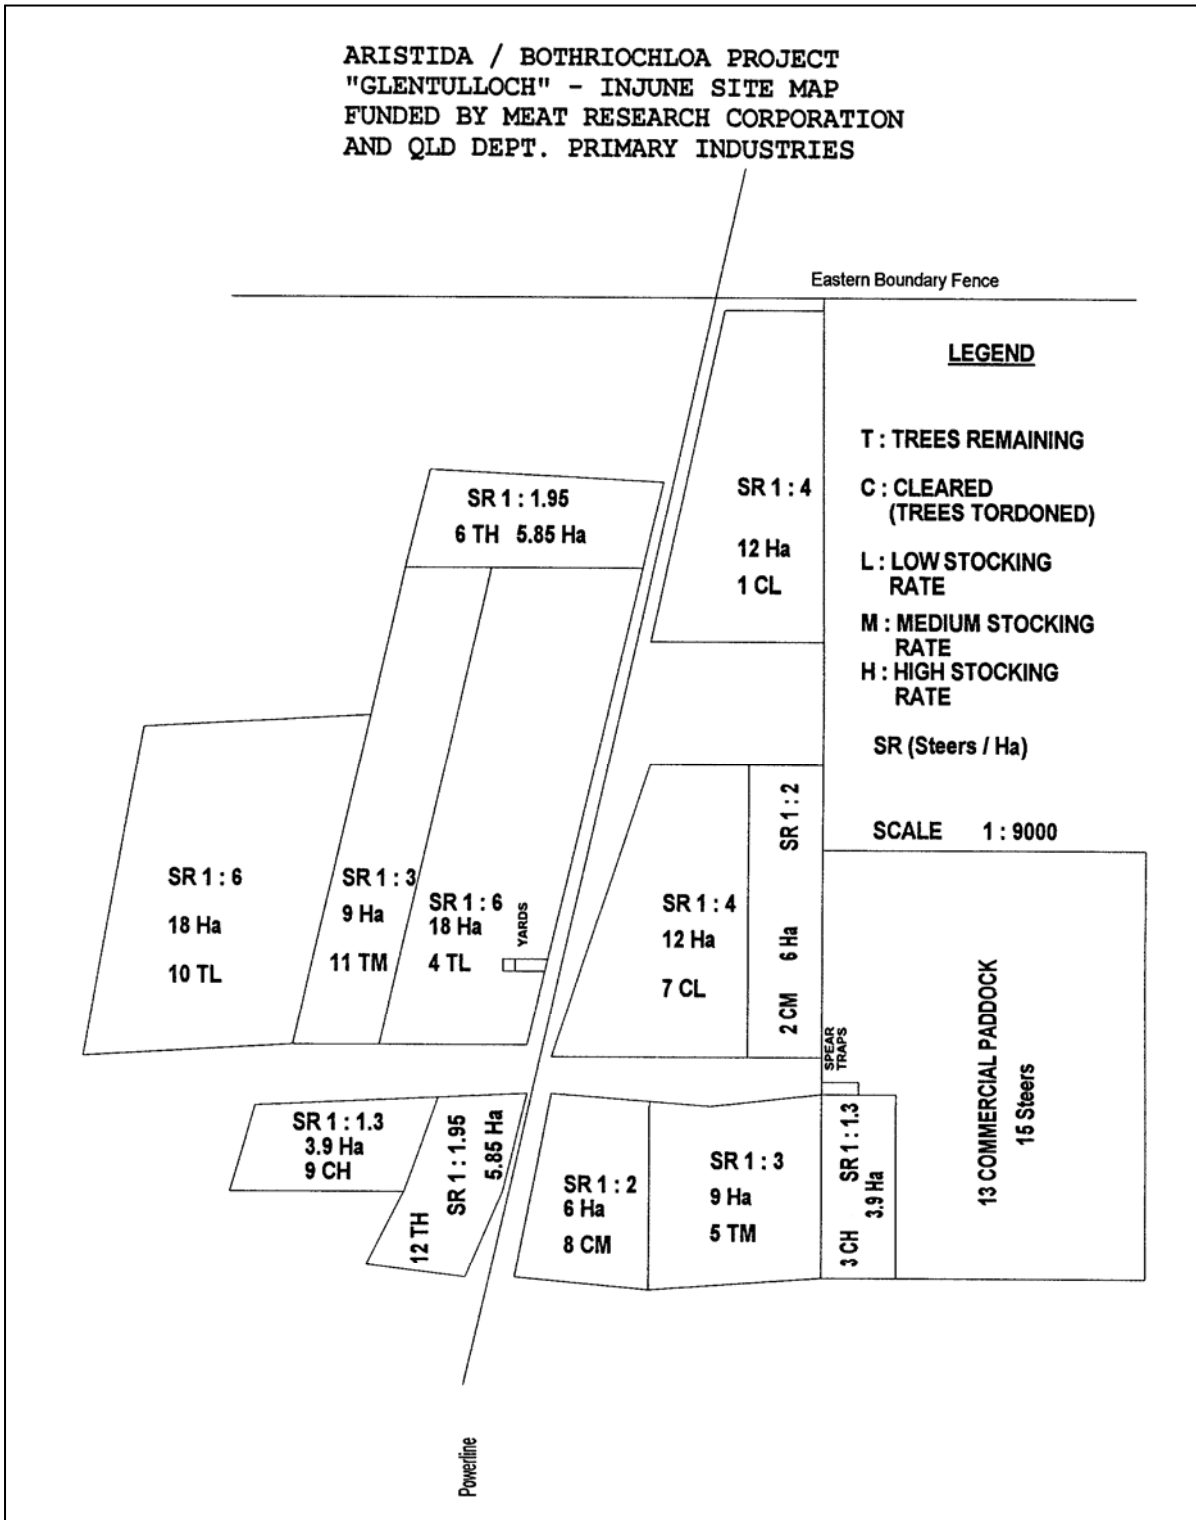 ARISTIDA / BOTHRIOCHLOA PROJECT
"GLENTULLOCH" - INJUNE SITE MAP
FUNDED BY MEAT RESEARCH CORPORATION
AND QLD DEPT. PRIMARY INDUSTRIES
Eastern Boundary Fence
LEGEND
T : TREES REMAINING
C : CLEARED
(TREES TORDONED)
L : LOW STOCKING
RATE
M : MEDIUM STOCKING
RATE
H : HIGH STOCKING
RATE
SR (Steers / Ha)
SCALE 1 : 9000
SR 1 : 4
12 Ha
1 CL
SR 1 : 1.95
6 TH 5.85 Ha
SR 1 : 6
18 Ha
10 TL
SR 1 : 3
9 Ha
11 TM
SR 1 : 6
18 Ha
4 TL
YARDS
SR 1 : 4
12 Ha
7 CL
2 CM 6 Ha SR 1 : 2
SPEAR
TRAPS
13 COMMERCIAL PADDOCK
15 Steers
SR 1 : 1.3
3.9 Ha
9 CH
12 TH
SR 1 : 1.95
5.85 Ha
SR 1 : 2
6 Ha
8 CM
SR 1 : 3
9 Ha
5 TM
3 CH SR 1 : 1.3
3.9 Ha
Powerline